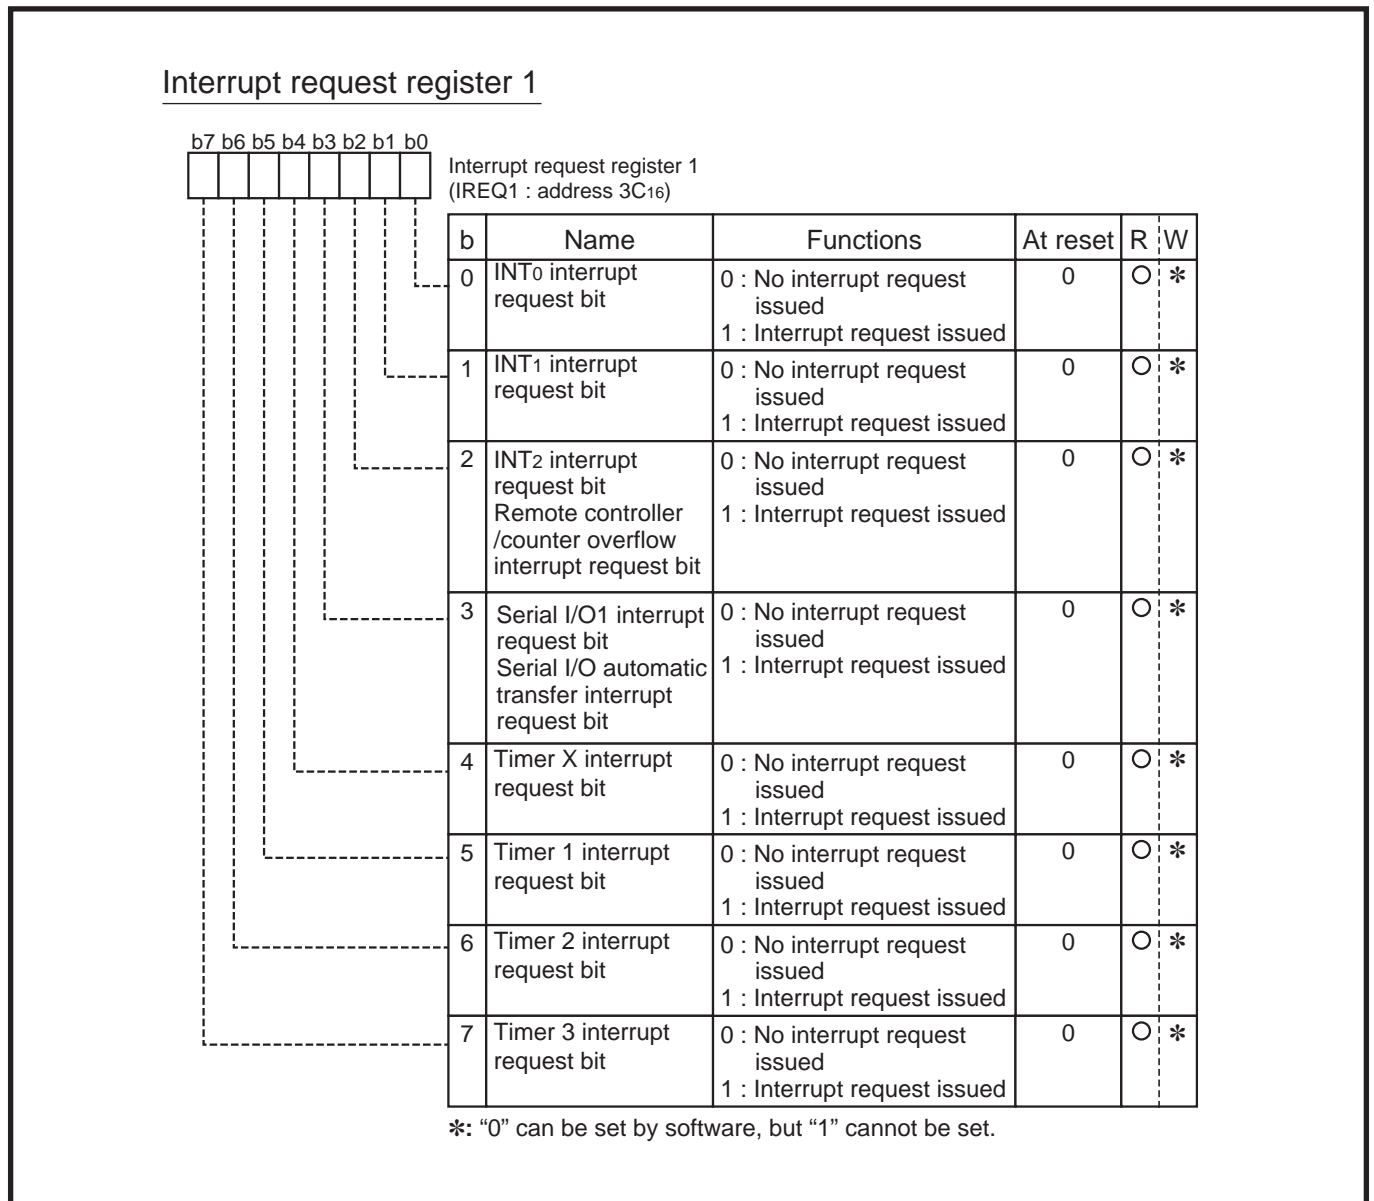 Interrupt request register 1
b7 b6 b5 b4 b3 b2 b1 b0
Interrupt request register 1
(IREQ1 : address 3C16)
b Name Functions At reset R W
0 INT0 interrupt request bit 0 : No interrupt request issued 1 : Interrupt request issued 0 ○ ✻
1 INT1 interrupt request bit 0 : No interrupt request issued 1 : Interrupt request issued 0 ○ ✻
2 INT2 interrupt request bit Remote controller /counter overflow interrupt request bit 0 : No interrupt request issued 1 : Interrupt request issued 0 ○ ✻
3 Serial I/O1 interrupt request bit Serial I/O automatic transfer interrupt request bit 0 : No interrupt request issued 1 : Interrupt request issued 0 ○ ✻
4 Timer X interrupt request bit 0 : No interrupt request issued 1 : Interrupt request issued 0 ○ ✻
5 Timer 1 interrupt request bit 0 : No interrupt request issued 1 : Interrupt request issued 0 ○ ✻
6 Timer 2 interrupt request bit 0 : No interrupt request issued 1 : Interrupt request issued 0 ○ ✻
7 Timer 3 interrupt request bit 0 : No interrupt request issued 1 : Interrupt request issued 0 ○ ✻
✻: “0” can be set by software, but “1” cannot be set.